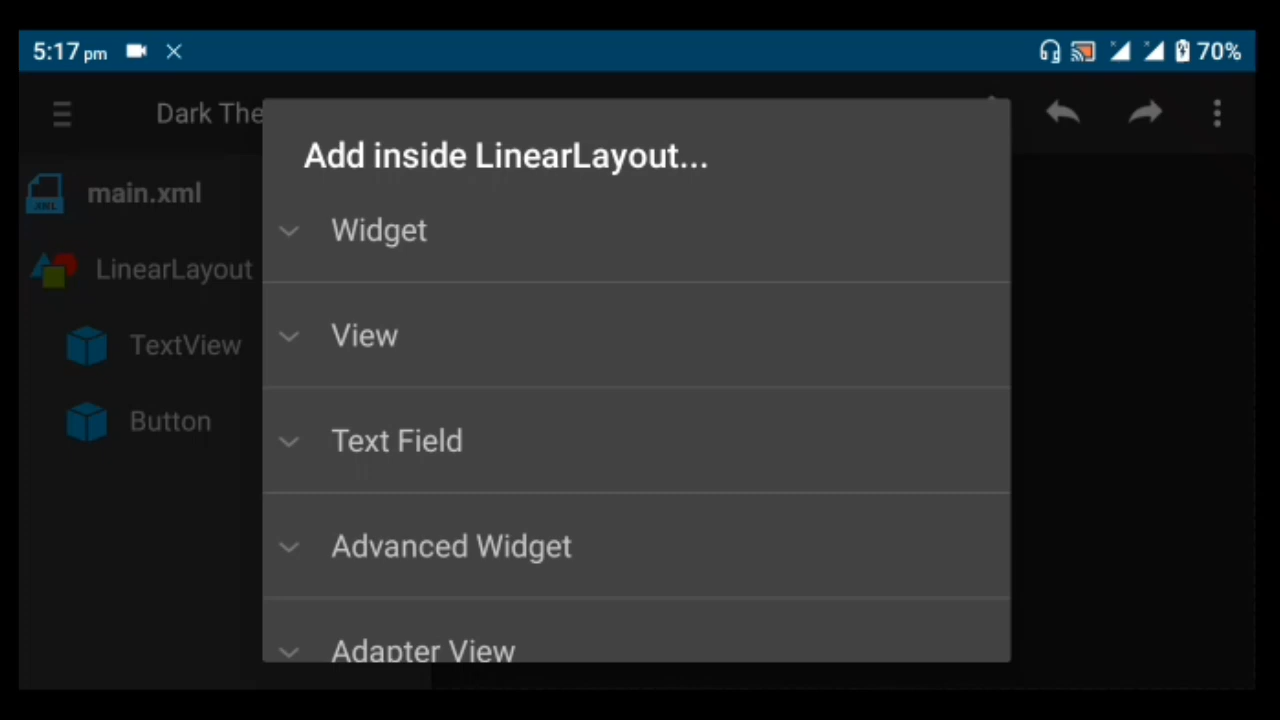 5:17 pm
70%
Dark The
Add inside LinearLayout...
main.xml
LinearLayout
TextView
Button
Widget
View
Text Field
Advanced Widget
Adapter View